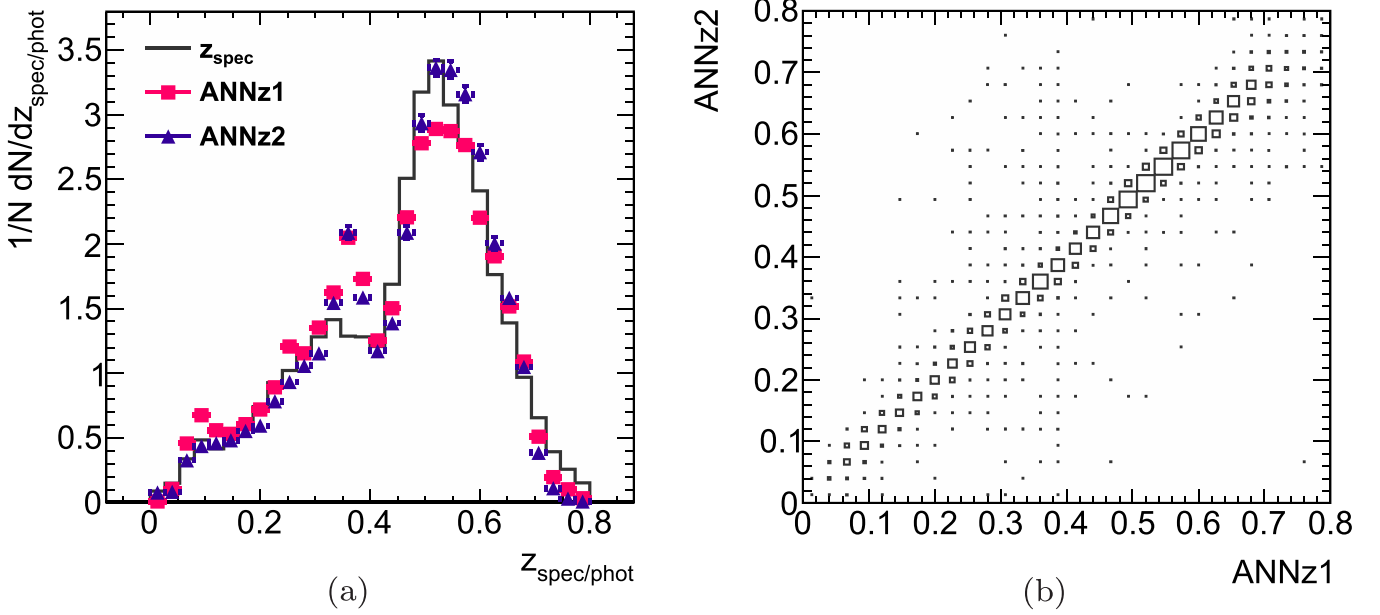 1/N dN/dz_spec/phot
3.5
3
2.5
2
1.5
1
0.5
0
z_spec
ANNz1
ANNz2
0 0.2 0.4 0.6 0.8
z_spec/phot
(a)
ANNz2
0.8
0.7
0.6
0.5
0.4
0.3
0.2
0.1
0
0 0.1 0.2 0.3 0.4 0.5 0.6 0.7 0.8
ANNz1
(b)